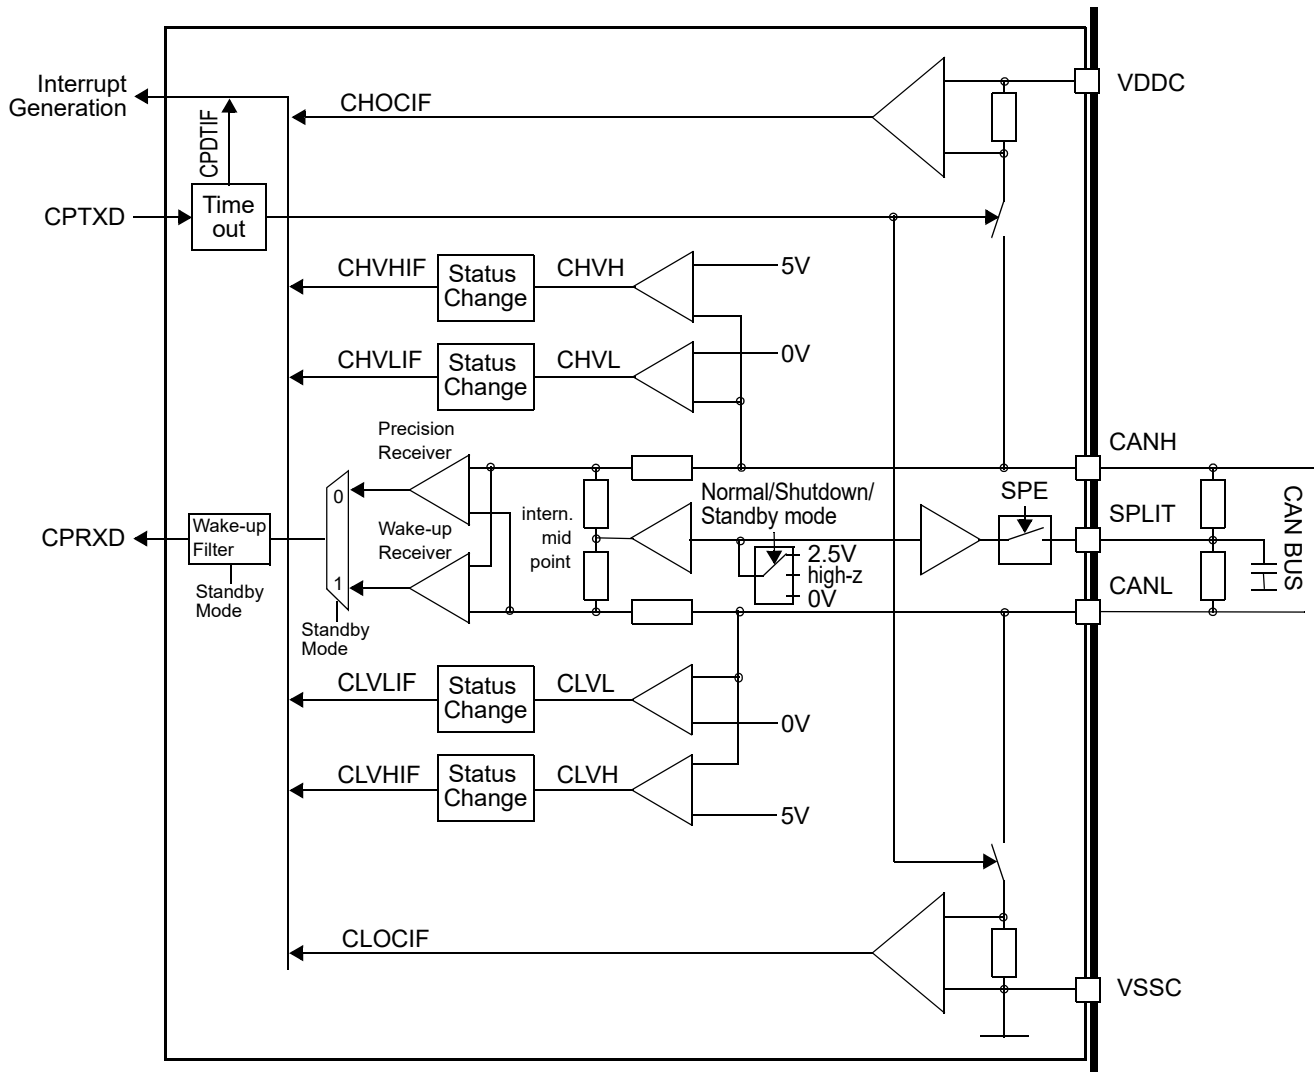 Interrupt
Generation
CPDTIF
CHOCIF
VDDC
CPTXD
Time
out
CHVHIF
Status
Change
CHVH
5V
CHVLIF
Status
Change
CHVL
0V
Precision
Receiver
CANH
Normal/Shutdown/
Standby mode
SPE
0
intern.
mid
point
SPLIT
CPRXD
Wake-up
Filter
Wake-up
Receiver
2.5V
high-z
0V
CAN BUS
1
CANL
Standby
Mode
Standby
Mode
CLVLIF
Status
Change
CLVL
0V
CLVHIF
Status
Change
CLVH
5V
CLOCIF
VSSC